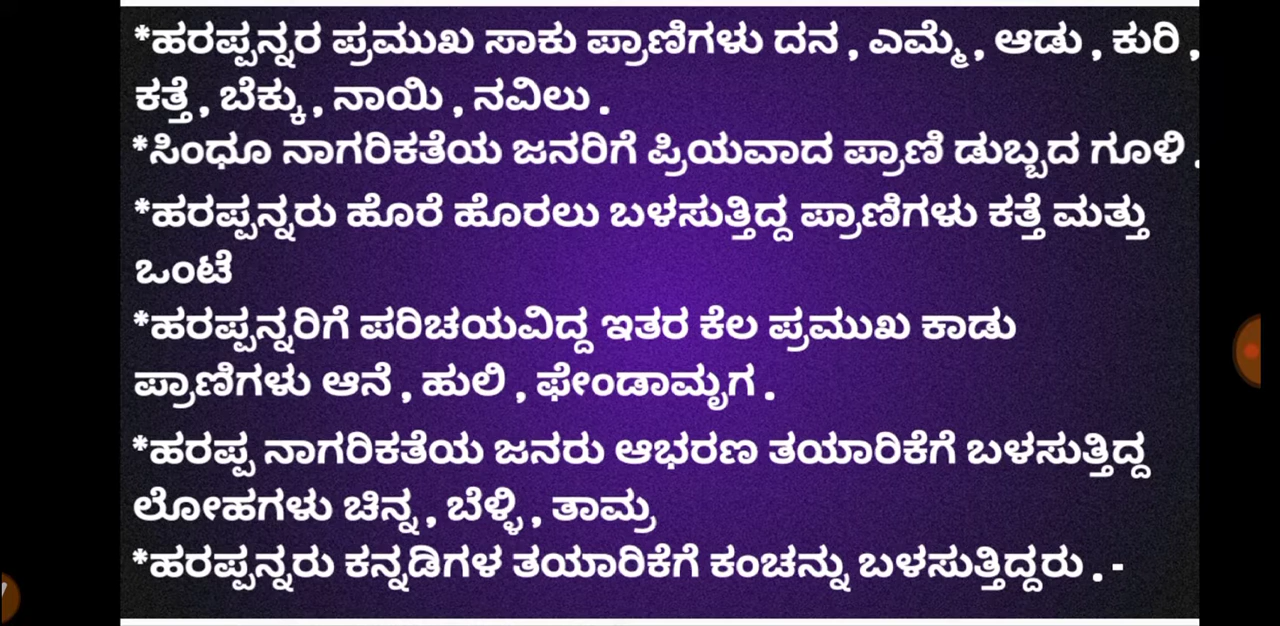 *ಹರಪ್ಪನ್ನರ ಪ್ರಮುಖ ಸಾಕು ಪ್ರಾಣಿಗಳು ದನ , ಎಮ್ಮೆ , ಆಡು , ಕುರಿ ,
ಕತ್ತೆ , ಬೆಕ್ಕು , ನಾಯಿ , ನವಿಲು .
*ಸಿಂಧೂ ನಾಗರಿಕತೆಯ ಜನರಿಗೆ ಪ್ರಿಯವಾದ ಪ್ರಾಣಿ ಡುಬ್ಬದ ಗೂಳಿ .
*ಹರಪ್ಪನ್ನರು ಹೊರೆ ಹೊರಲು ಬಳಸುತ್ತಿದ್ದ ಪ್ರಾಣಿಗಳು ಕತ್ತೆ ಮತ್ತು
ಒಂಟೆ
*ಹರಪ್ಪನ್ನರಿಗೆ ಪರಿಚಯವಿದ್ದ ಇತರ ಕೆಲ ಪ್ರಮುಖ ಕಾಡು
ಪ್ರಾಣಿಗಳು ಆನೆ , ಹುಲಿ , ಘೇಂಡಾಮೃಗ .
*ಹರಪ್ಪ ನಾಗರಿಕತೆಯ ಜನರು ಆಭರಣ ತಯಾರಿಕೆಗೆ ಬಳಸುತ್ತಿದ್ದ
ಲೋಹಗಳು ಚಿನ್ನ , ಬೆಳ್ಳಿ , ತಾಮ್ರ
*ಹರಪ್ಪನ್ನರು ಕನ್ನಡಿಗಳ ತಯಾರಿಕೆಗೆ ಕಂಚನ್ನು ಬಳಸುತ್ತಿದ್ದರು . -